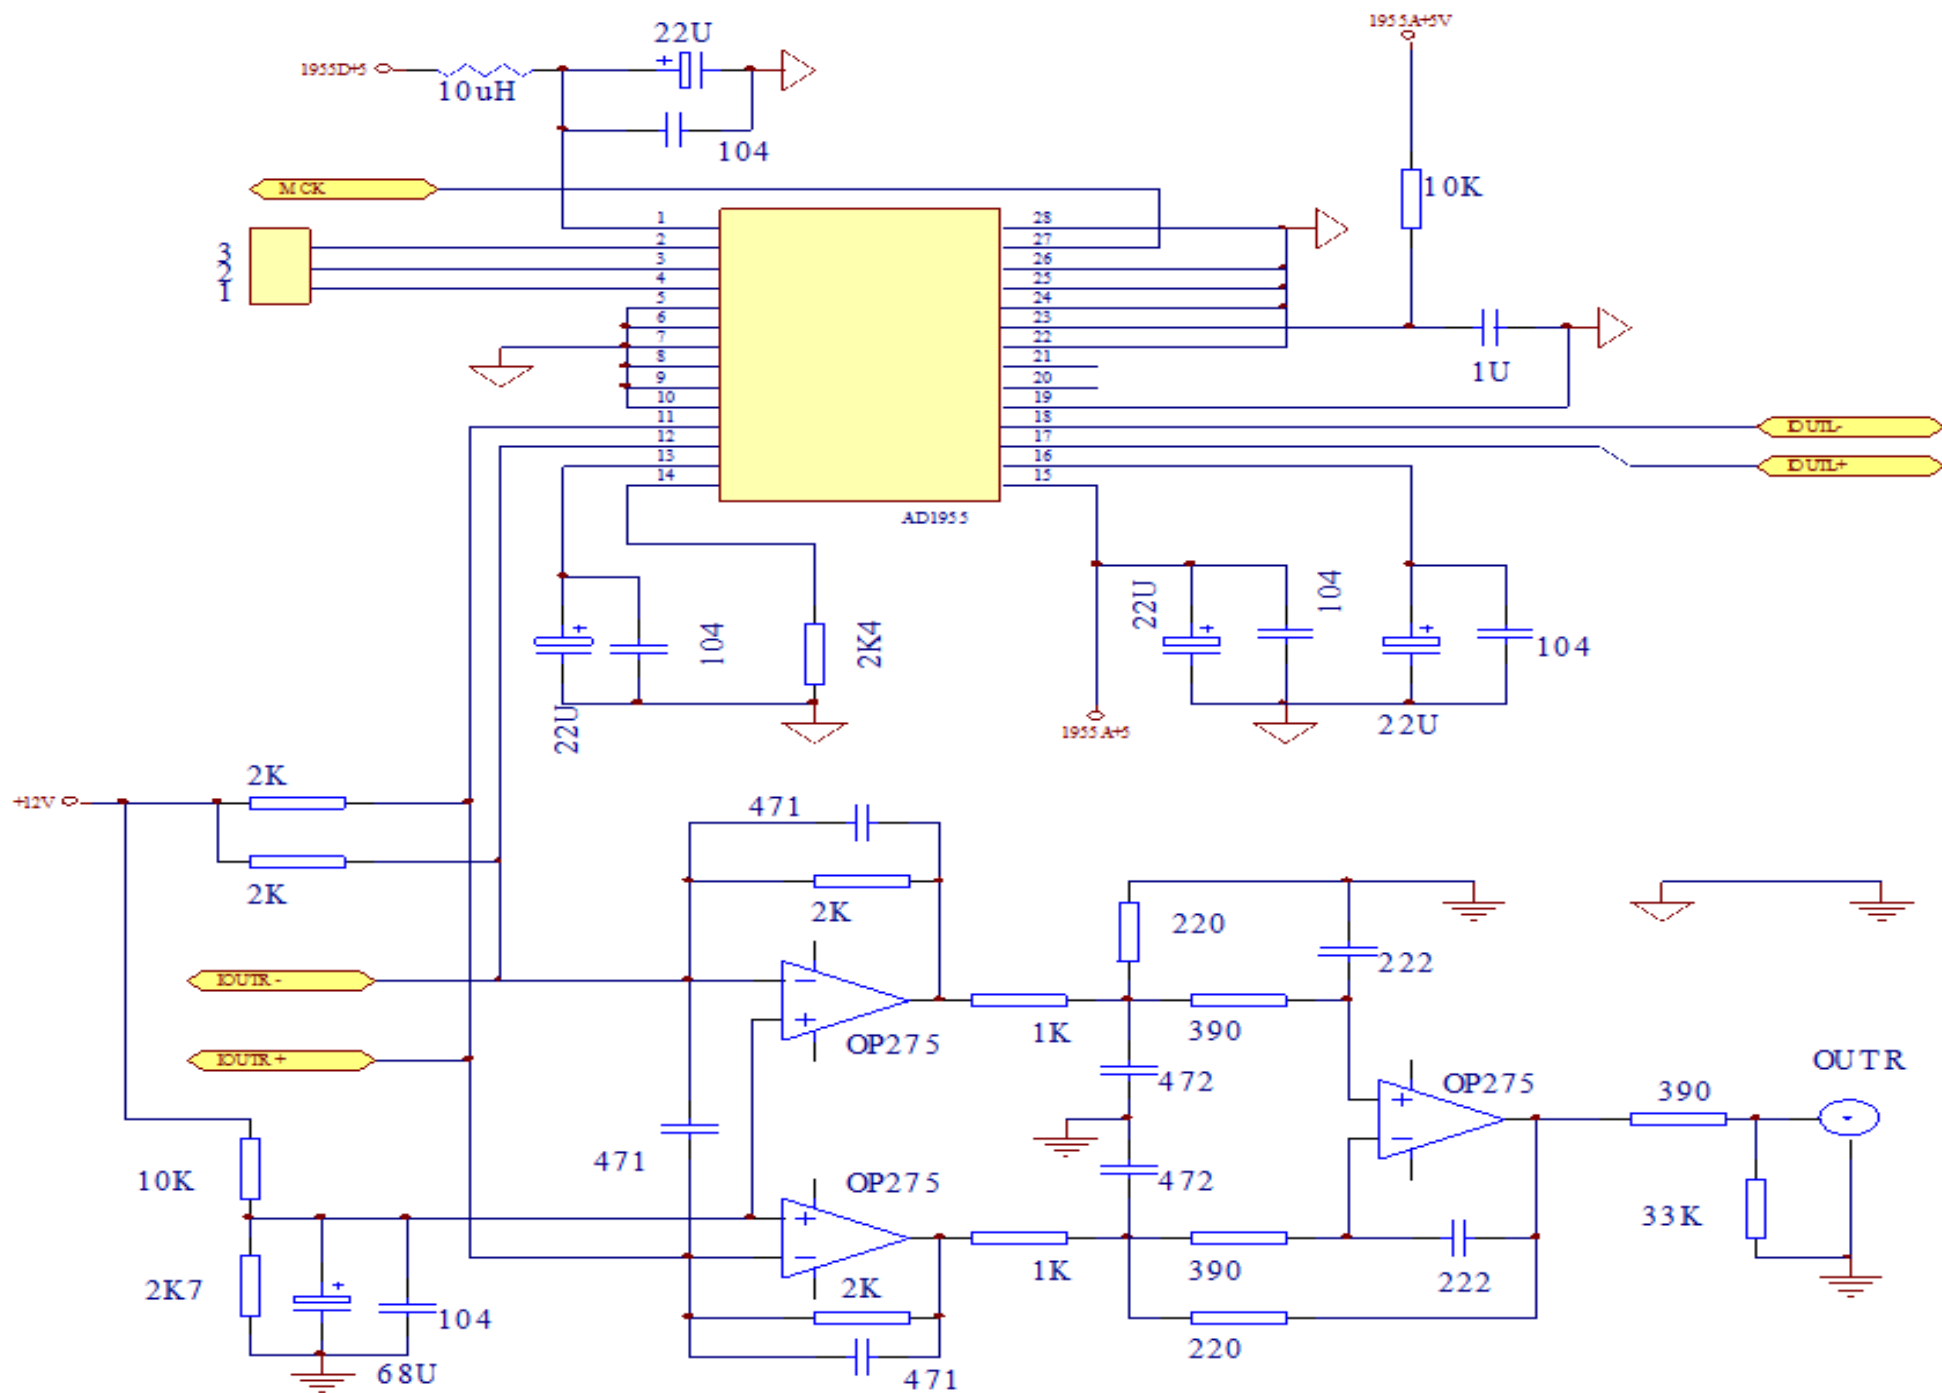 1955A+5V
22U
1955D+5
10uH
104
MCK
10K
3
2
1
1
2
3
4
5
6
7
8
9
10
11
12
13
14
28
27
26
25
24
23
22
21
20
19
18
17
16
15
1U
IOUTL-
IOUTL+
AD1955
22U
104
2K4
22U
104
22U
104
1955A+5
+12V
2K
2K
471
2K
220
222
IOUTR -
OP275
1K
390
IOUTR +
472
OP275
390
OUTR
471
472
10K
OP275
1K
390
222
33K
2K7
104
68U
2K
471
220